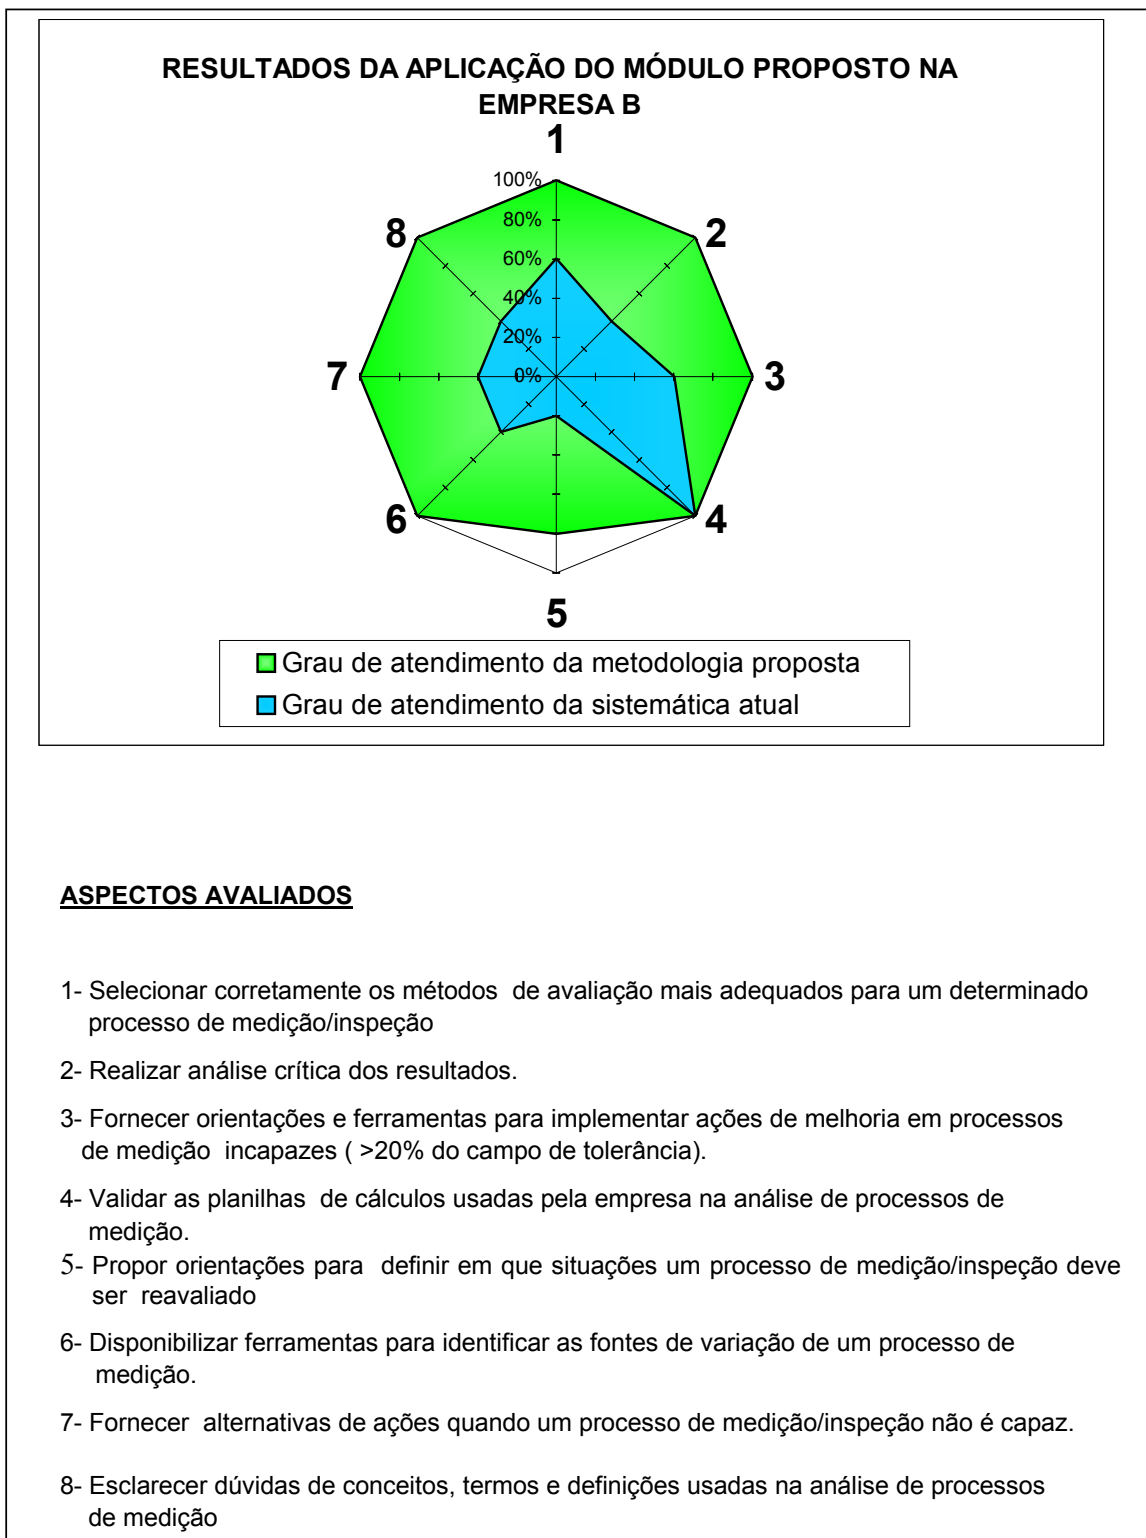 RESULTADOS DA APLICAÇÃO DO MÓDULO PROPOSTO NA
EMPRESA B
1
100%
80%
60%
40%
20%
0%
2
3
4
5
6
7
8
Grau de atendimento da metodologia proposta
Grau de atendimento da sistemática atual
ASPECTOS AVALIADOS
1- Selecionar corretamente os métodos de avaliação mais adequados para um determinado
processo de medição/inspeção
2- Realizar análise crítica dos resultados.
3- Fornecer orientações e ferramentas para implementar ações de melhoria em processos
de medição incapazes ( >20% do campo de tolerância).
4- Validar as planilhas de cálculos usadas pela empresa na análise de processos de
medição.
5- Propor orientações para definir em que situações um processo de medição/inspeção deve
ser reavaliado
6- Disponibilizar ferramentas para identificar as fontes de variação de um processo de
medição.
7- Fornecer alternativas de ações quando um processo de medição/inspeção não é capaz.
8- Esclarecer dúvidas de conceitos, termos e definições usadas na análise de processos
de medição